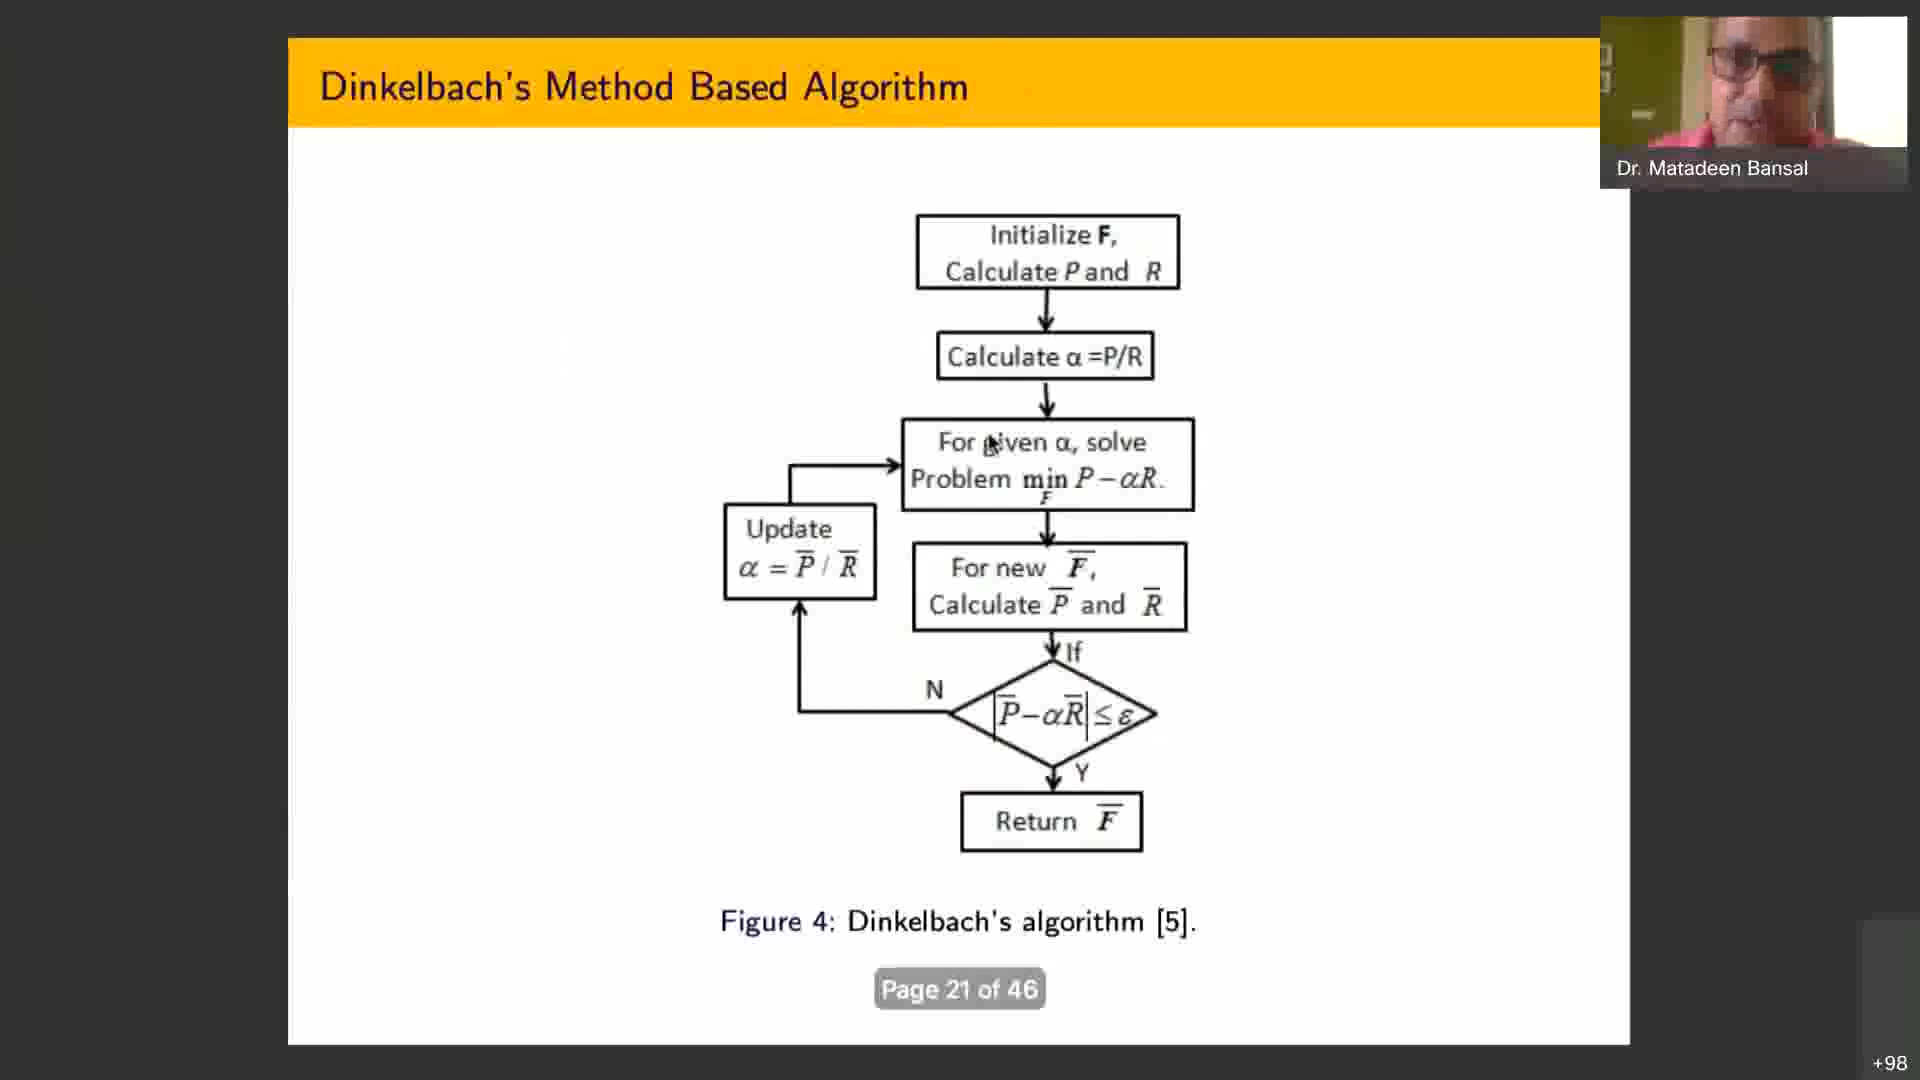 Dinkelbach's Method Based Algorithm
Dr. Matadeen Bansal
Initialize F,
Calculate P and R
Calculate α =P/R
For given α, solve
Problem min P − αR.
F
Update
α = P̅ / R̅
For new F̅,
Calculate P̅ and R̅
If
N
|P̅ − αR̅| ≤ ε
Y
Return F̅
Figure 4: Dinkelbach's algorithm [5].
Page 21 of 46
+98